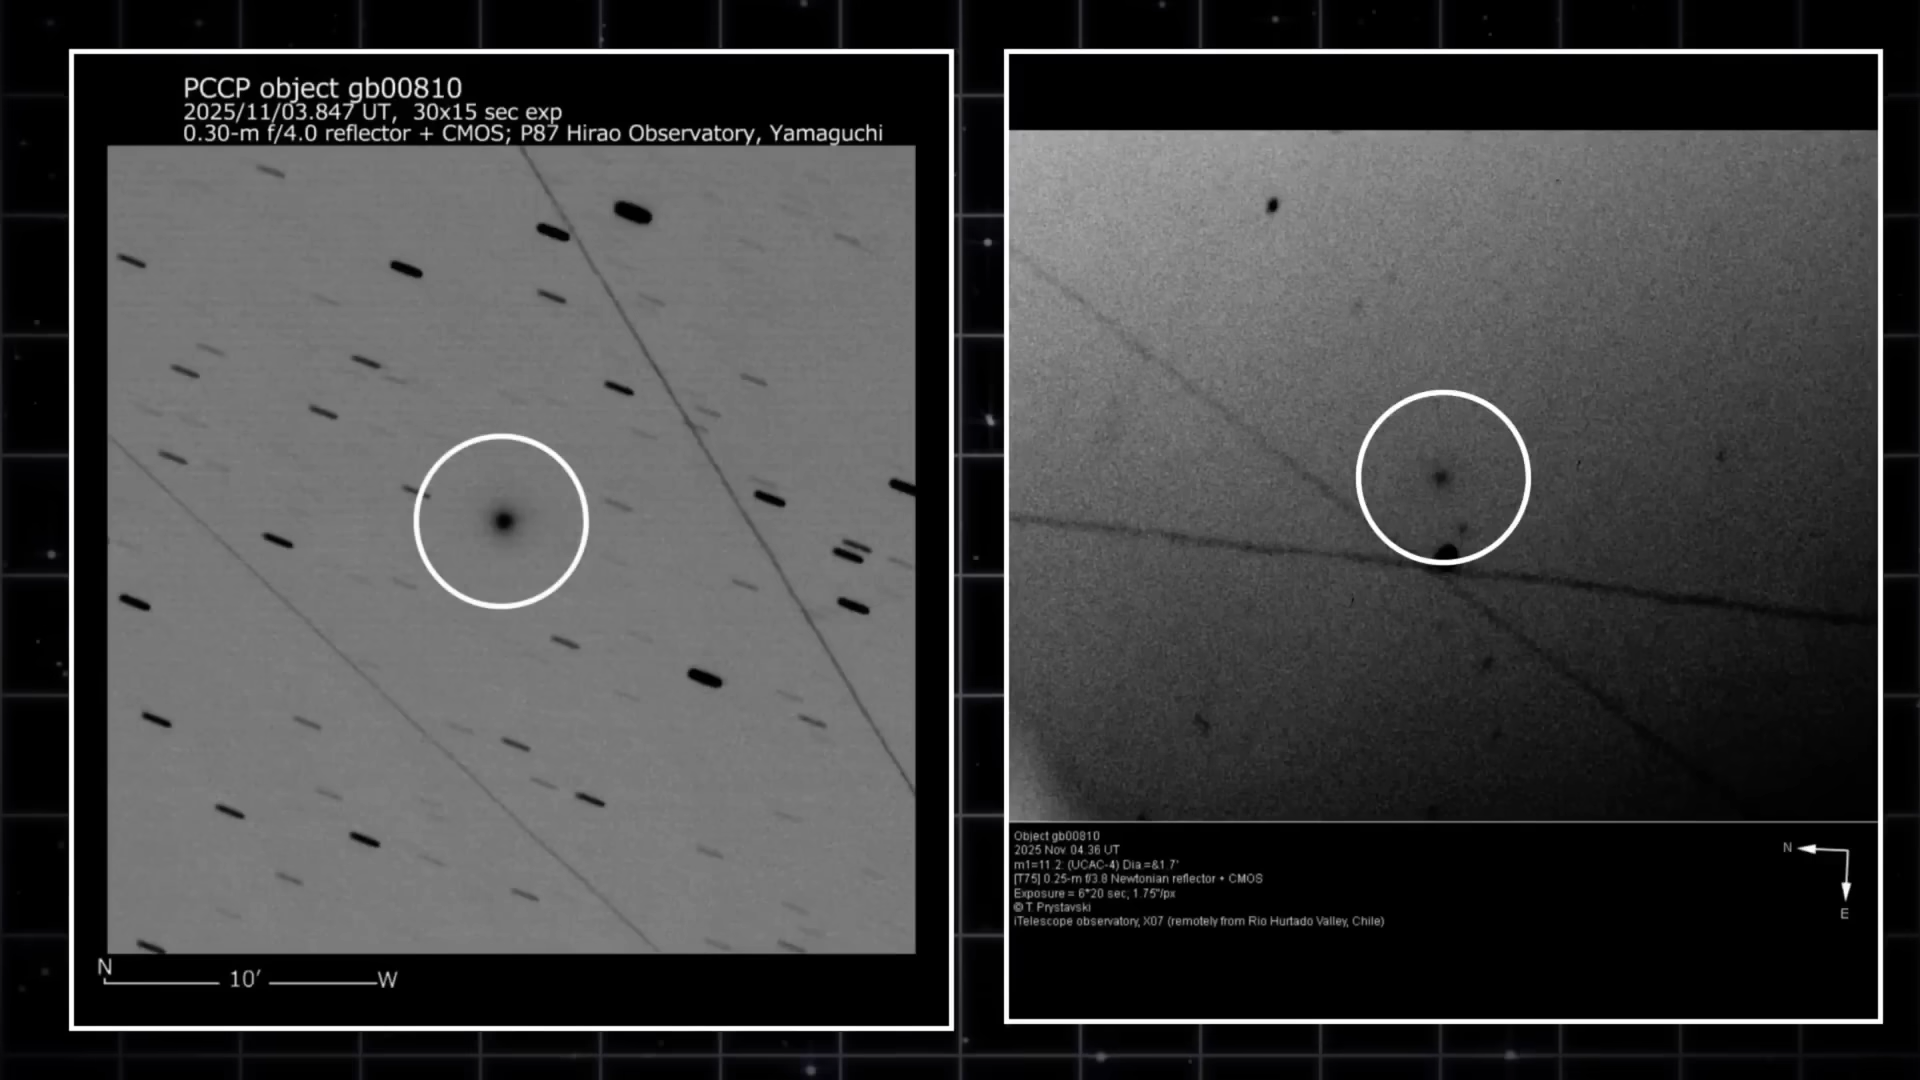 PCCP object gb00810
2025/11/03.847 UT, 30x15 sec exp
0.30-m f/4.0 reflector + CMOS; P87 Hirao Observatory, Yamaguchi
N
10′
W
Object gb00810
2025 Nov. 04.36 UT
m1=11.2: (UCAC-4) Dia.=&1.7'
[T75] 0.25-m f/3.8 Newtonian reflector + CMOS
Exposure = 6*20 sec; 1.75"/px
© T. Prystavski
iTelescope observatory, X07 (remotely from Rio Hurtado Valley, Chile)
N
E